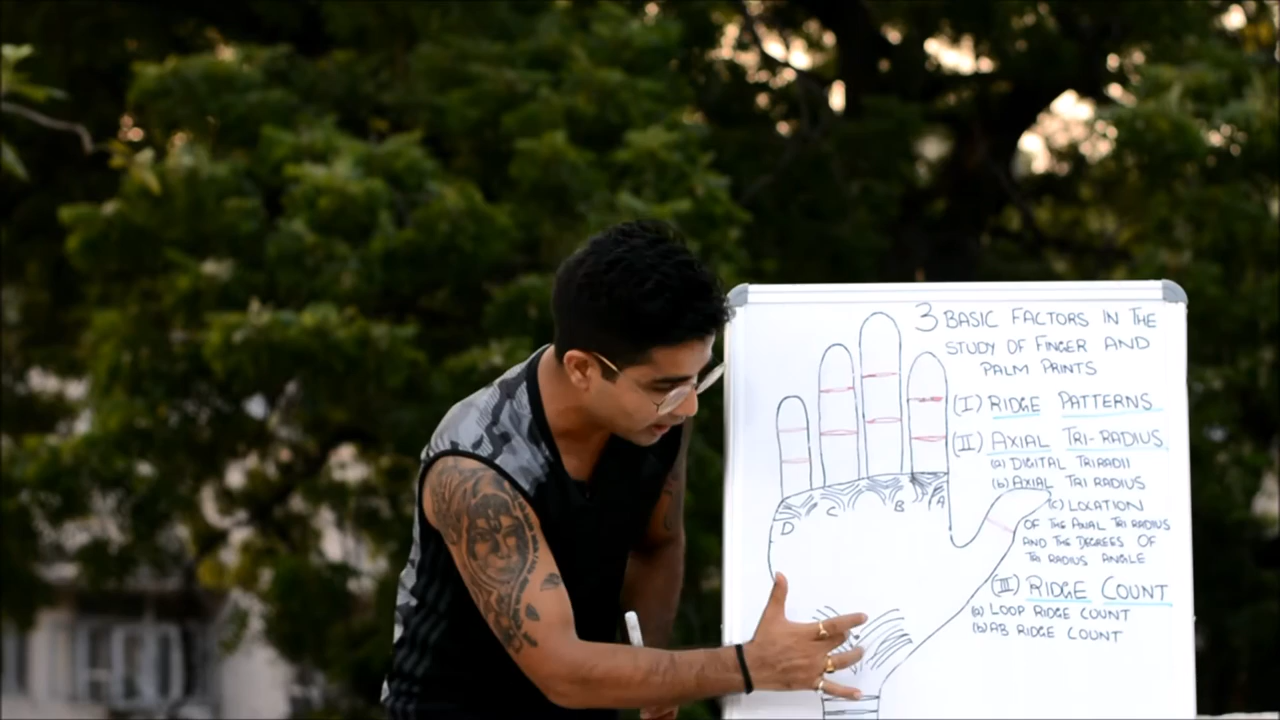 3 BASIC FACTORS IN THE
STUDY OF FINGER AND
PALM PRINTS
(I) RIDGE PATTERNS
(II) AXIAL TRI-RADIUS
(a) DIGITAL TRIRADII
(b) AXIAL TRI RADIUS
(c) LOCATION
OF THE AXIAL TRI RADIUS
AND THE DEGREES OF
TRI RADIUS ANGLE
(III) RIDGE COUNT
(a) LOOP RIDGE COUNT
(b) AB RIDGE COUNT
D C B A